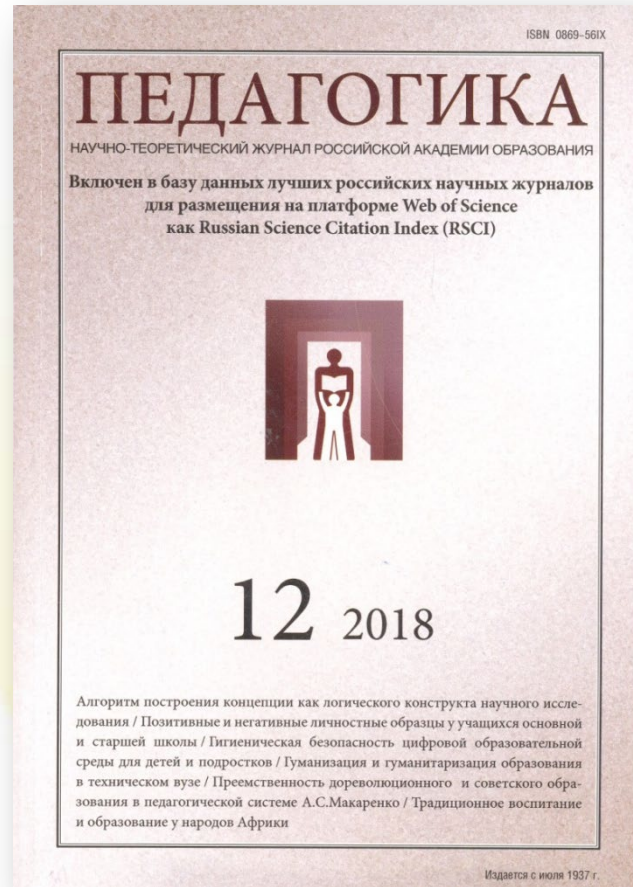 ISBN 0869-56IX
ПЕДАГОГИКА
НАУЧНО-ТЕОРЕТИЧЕСКИЙ ЖУРНАЛ РОССИЙСКОЙ АКАДЕМИИ ОБРАЗОВАНИЯ
Включен в базу данных лучших российских научных журналов
для размещения на платформе Web of Science
как Russian Science Citation Index (RSCI)
12 2018
Алгоритм построения концепции как логического конструкта научного иссле-
дования / Позитивные и негативные личностные образцы у учащихся основной
и старшей школы / Гигиеническая безопасность цифровой образовательной
среды для детей и подростков / Гуманизация и гуманитаризация образования
в техническом вузе / Преемственность дореволюционного и советского обра-
зования в педагогической системе А.С.Макаренко / Традиционное воспитание
и образование у народов Африки
Издается с июля 1937 г.